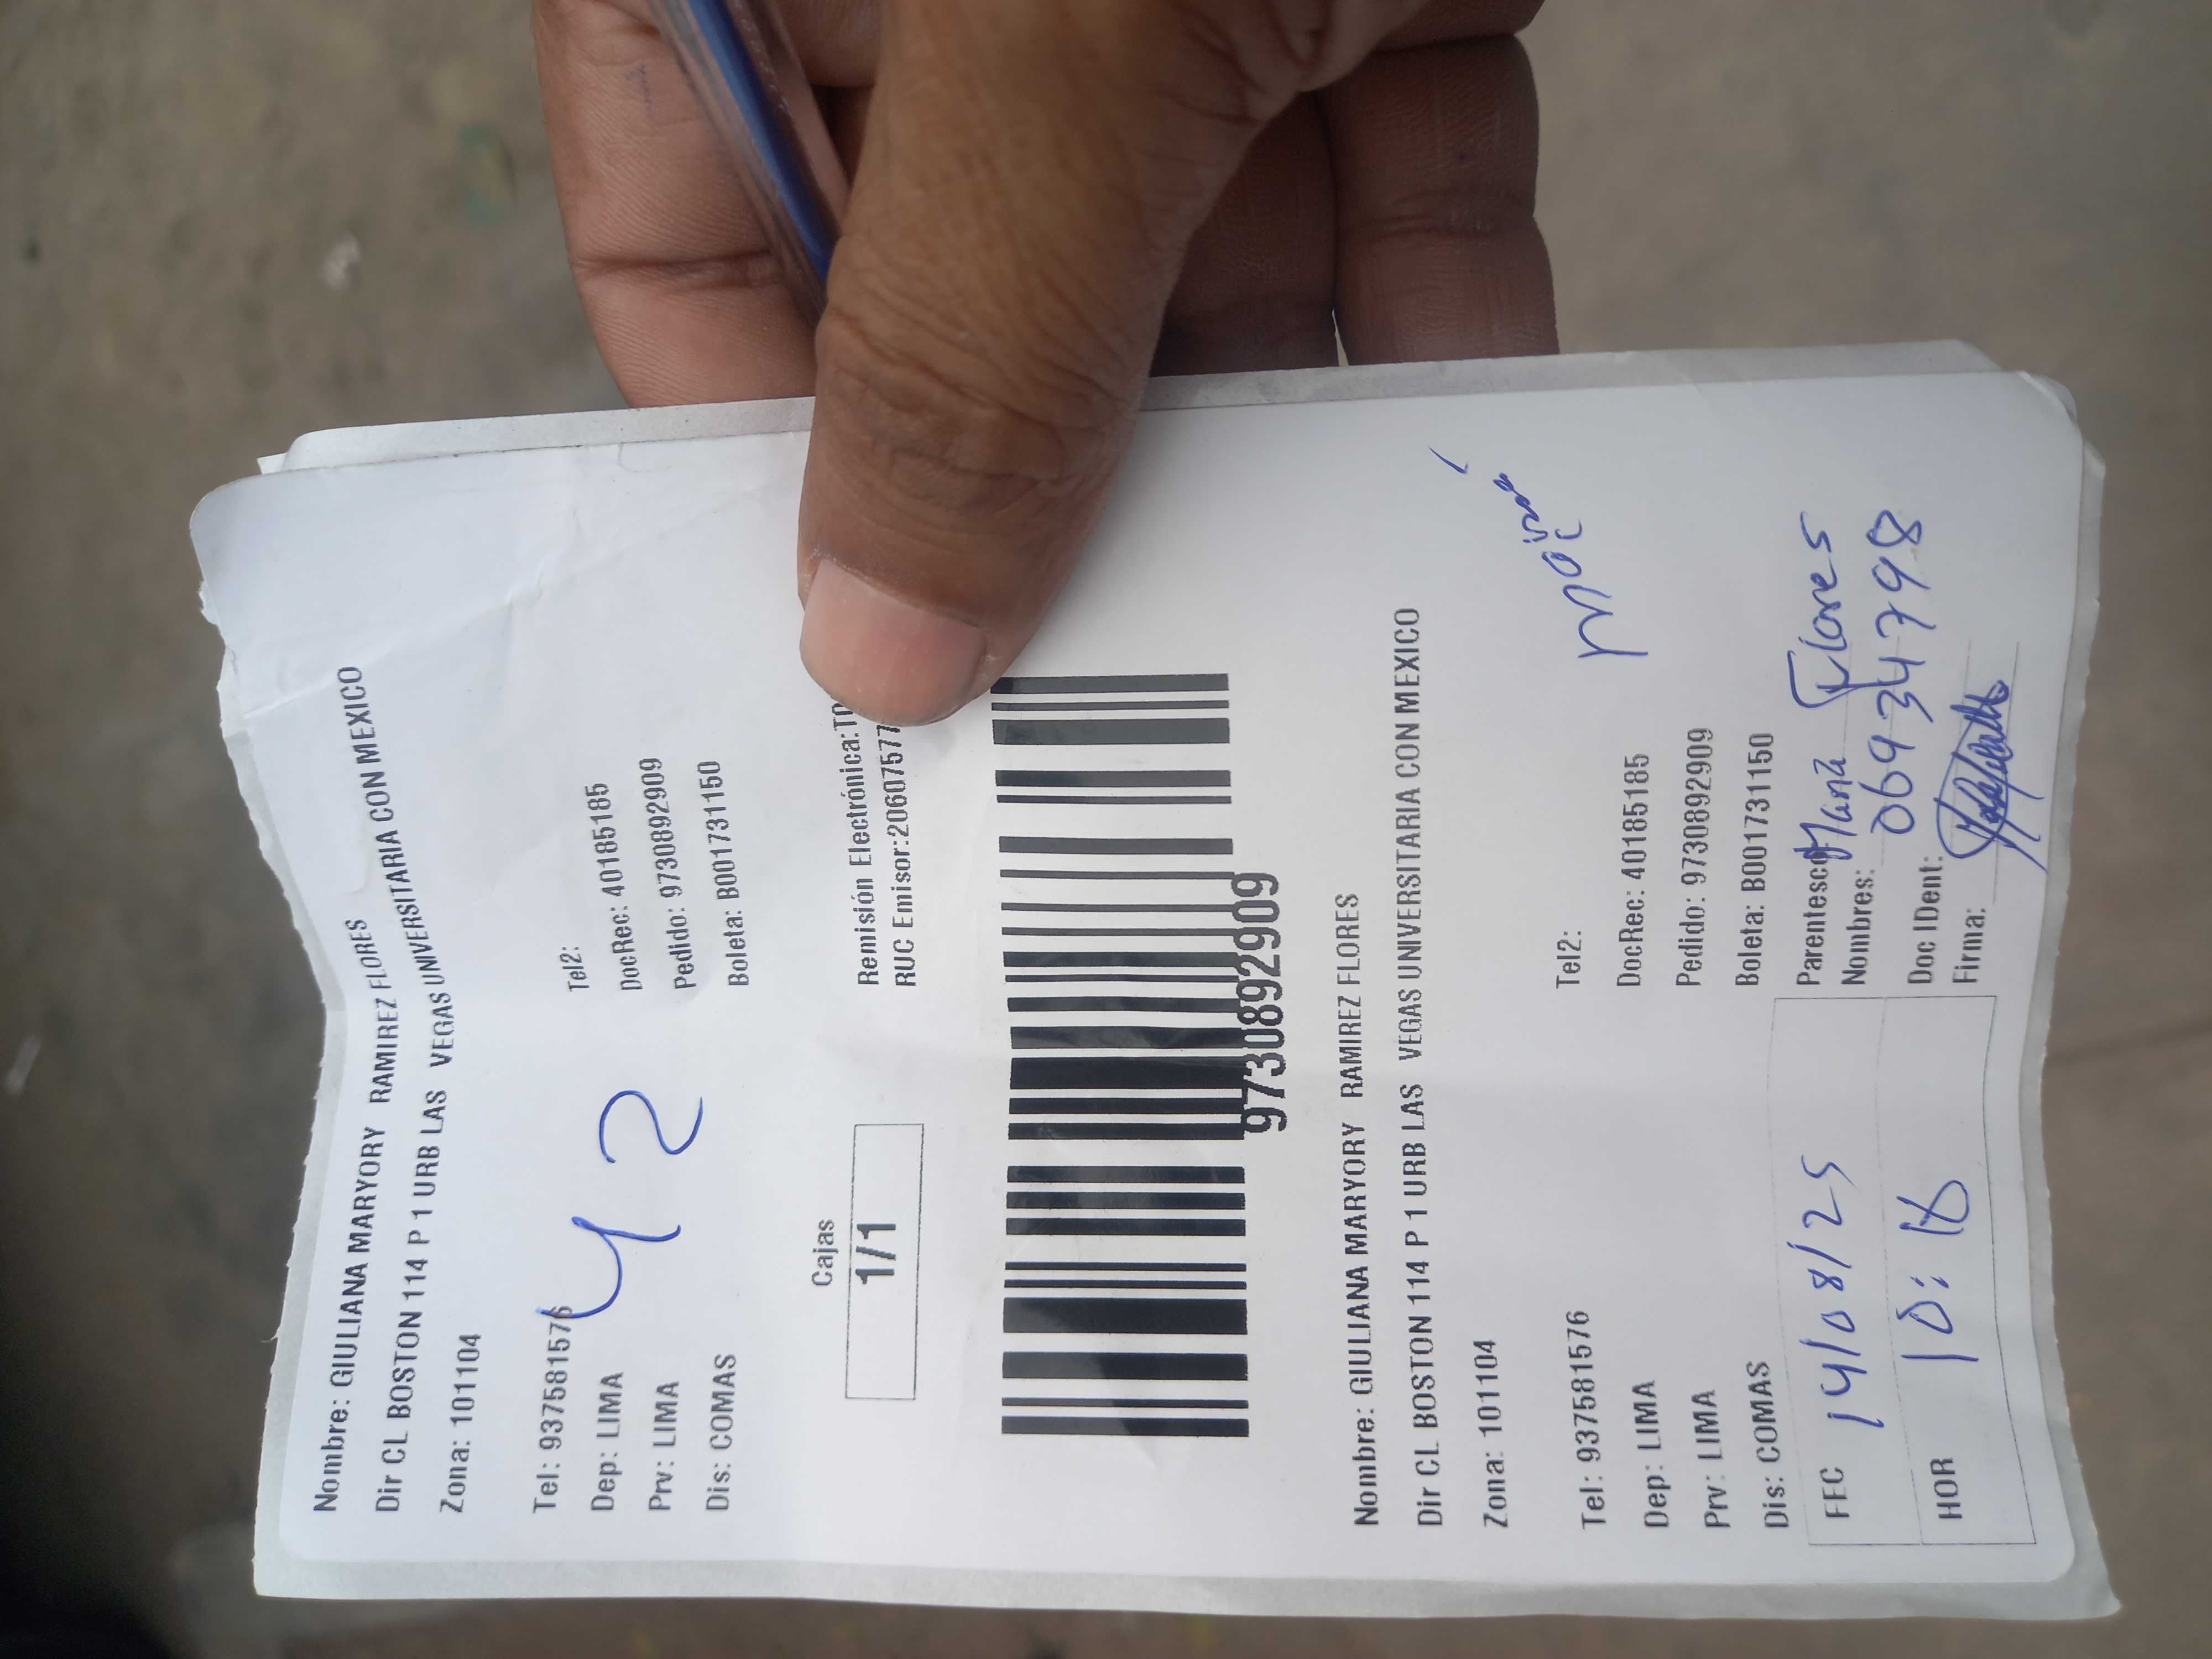 Nombre: GIULIANA MARYORY RAMIREZ FLORES
Dir CL BOSTON 114 P 1 URB LAS VEGAS UNIVERSITARIA CON MEXICO
Zona: 101104
Tel: 937581576 Tel2:
Dep: LIMA DocRec: 40185185
Prv: LIMA Pedido: 9730892909
Dis: COMAS Boleta: B001731150
42
Cajas
1/1
Remisión Electrónica:
RUC Emisor:20607577
9730892909
Nombre: GIULIANA MARYORY RAMIREZ FLORES
Dir CL BOSTON 114 P 1 URB LAS VEGAS UNIVERSITARIA CON MEXICO
Zona: 101104
Tel: 937581576 Tel2:
Dep: LIMA DocRec: 40185185
Prv: LIMA Pedido: 9730892909
Dis: COMAS Boleta: B001731150
FEC 14/08/25
HOR 10:16
Parentesco
Nombres: Maria Flores
Doc IDent: 06934798
Firma: